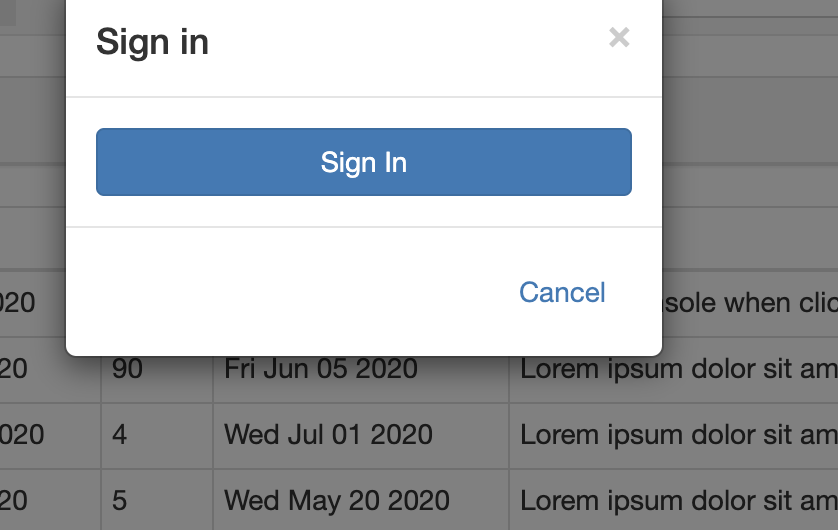 Sign in ×
Sign In
Cancel
020 sole when clic
20 90 Fri Jun 05 2020 Lorem ipsum dolor sit am
020 4 Wed Jul 01 2020 Lorem ipsum dolor sit am
20 5 Wed May 20 2020 Lorem ipsum dolor sit am